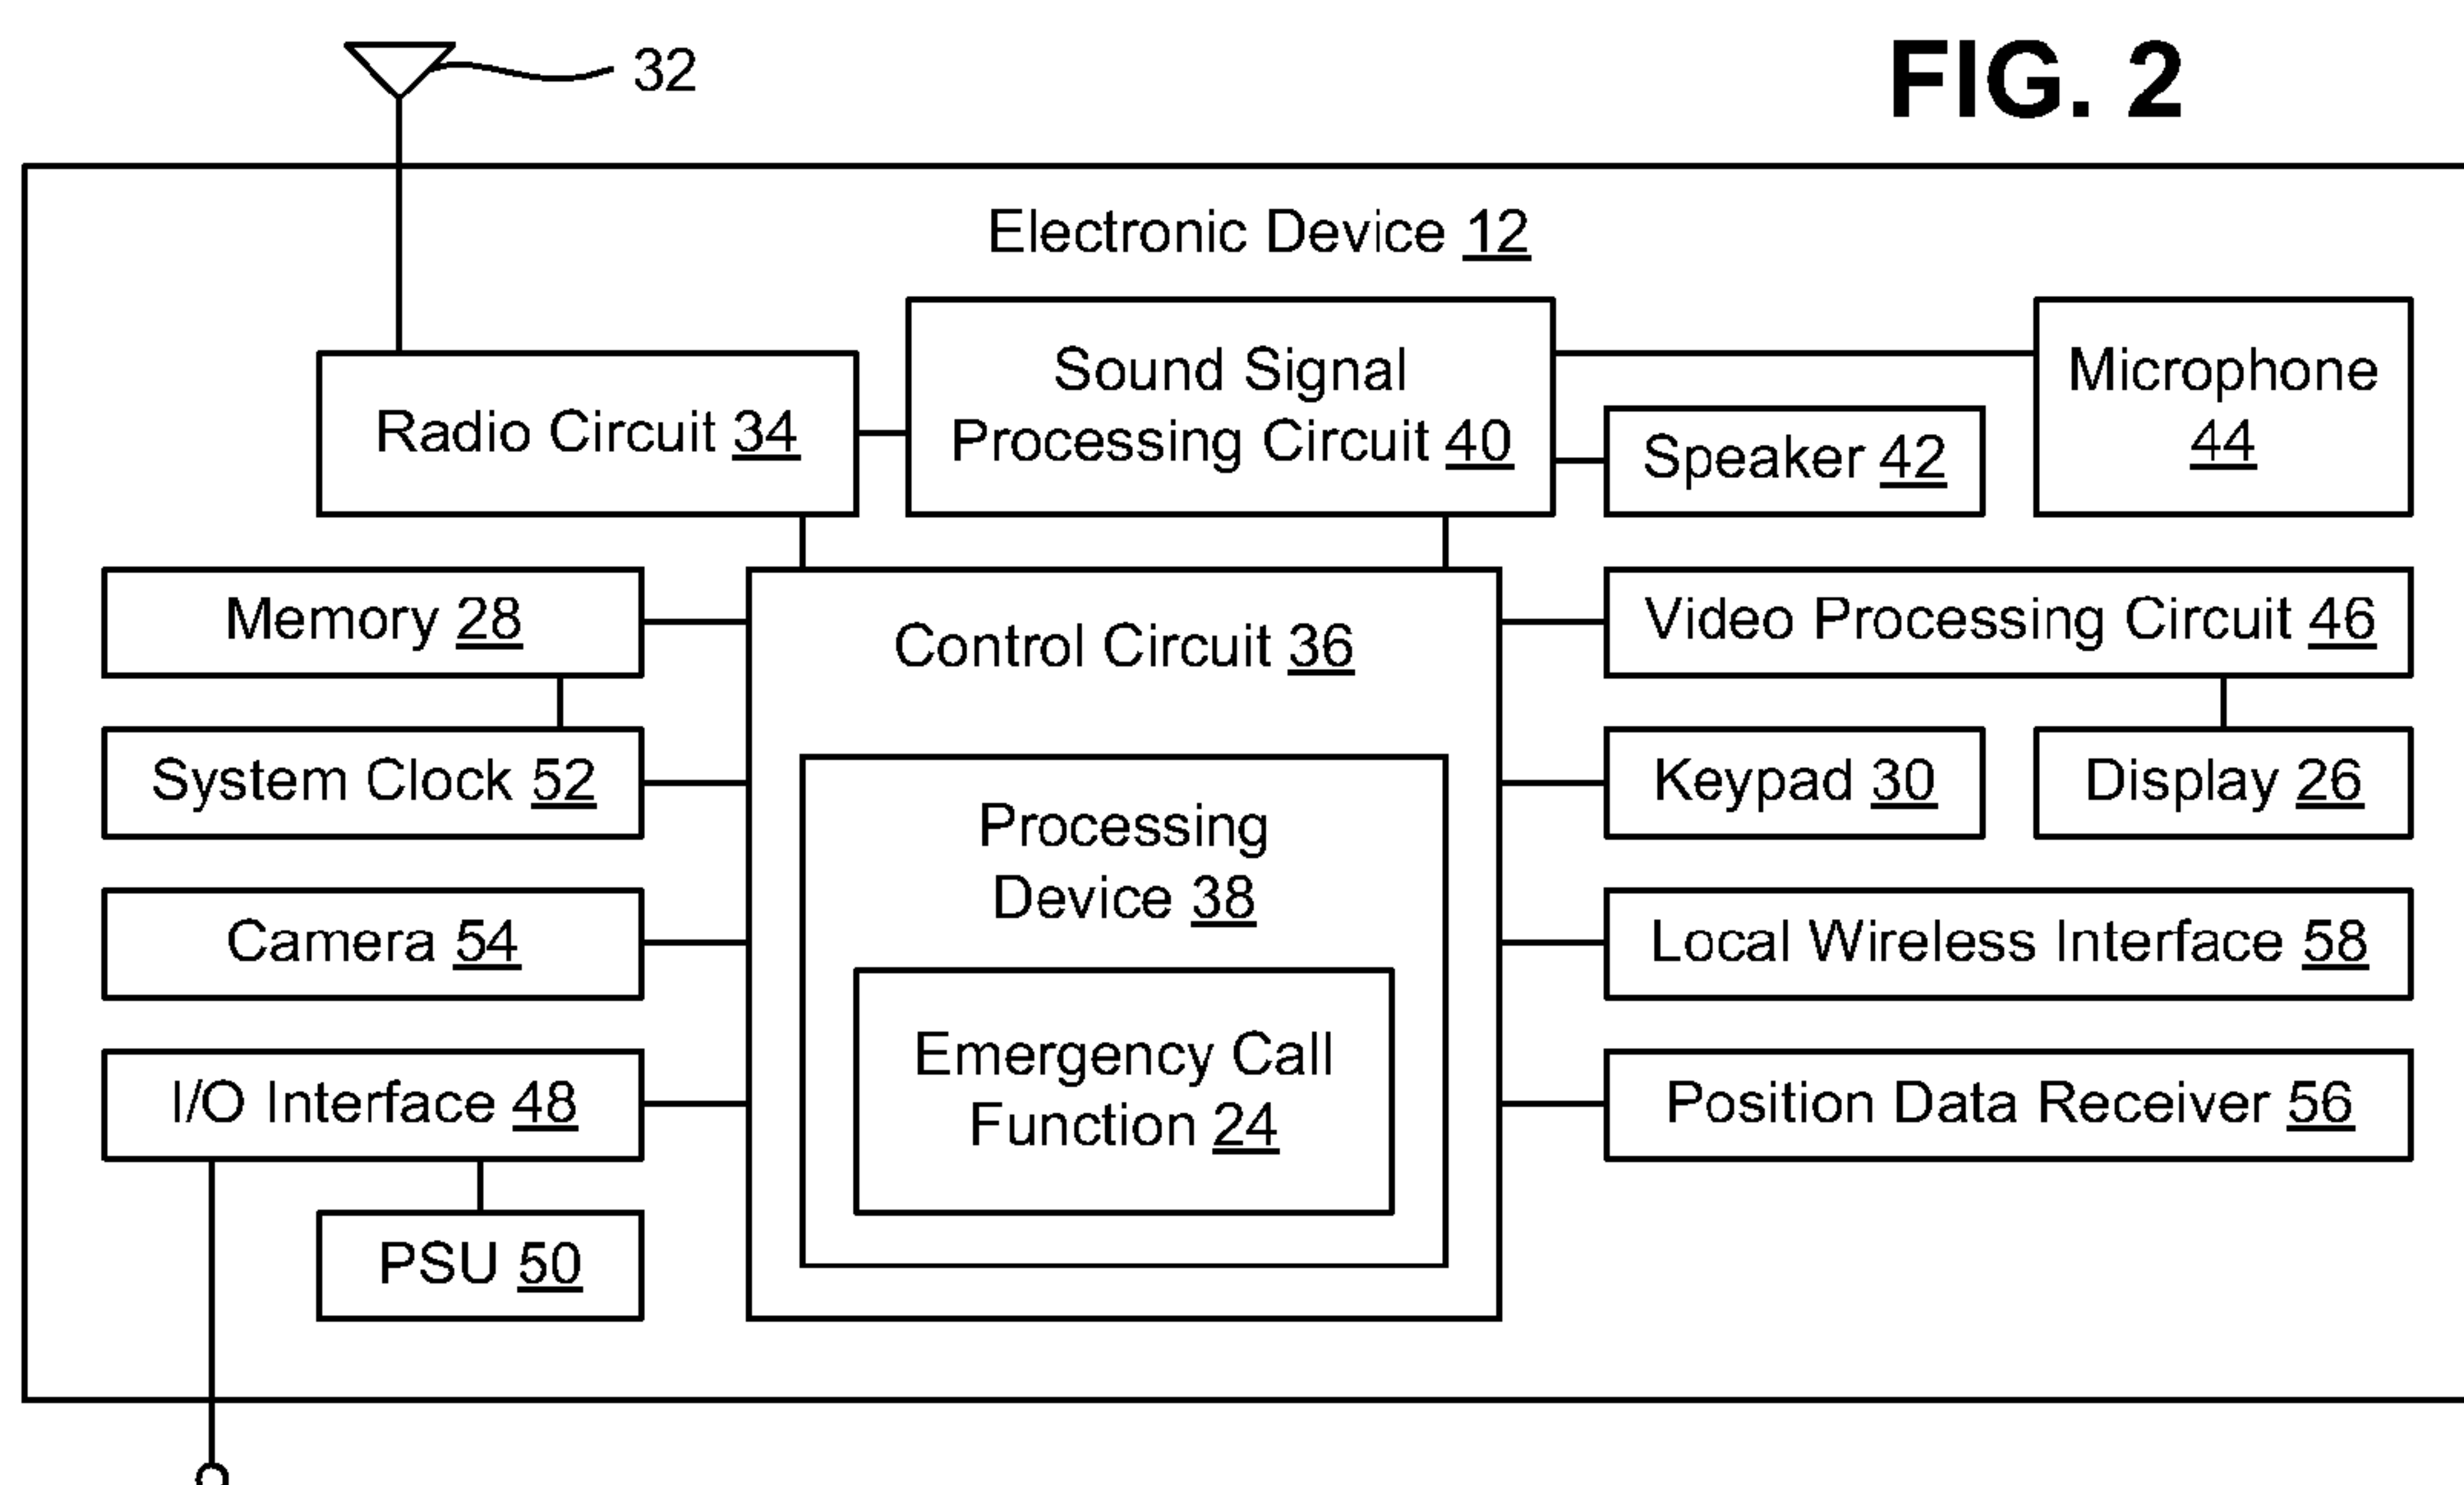 FIG. 2
32
Electronic Device 12
Radio Circuit 34
Sound Signal
Processing Circuit 40
Microphone
44
Speaker 42
Memory 28
Control Circuit 36
Video Processing Circuit 46
System Clock 52
Keypad 30
Display 26
Processing
Device 38
Camera 54
Local Wireless Interface 58
Emergency Call
Function 24
I/O Interface 48
Position Data Receiver 56
PSU 50